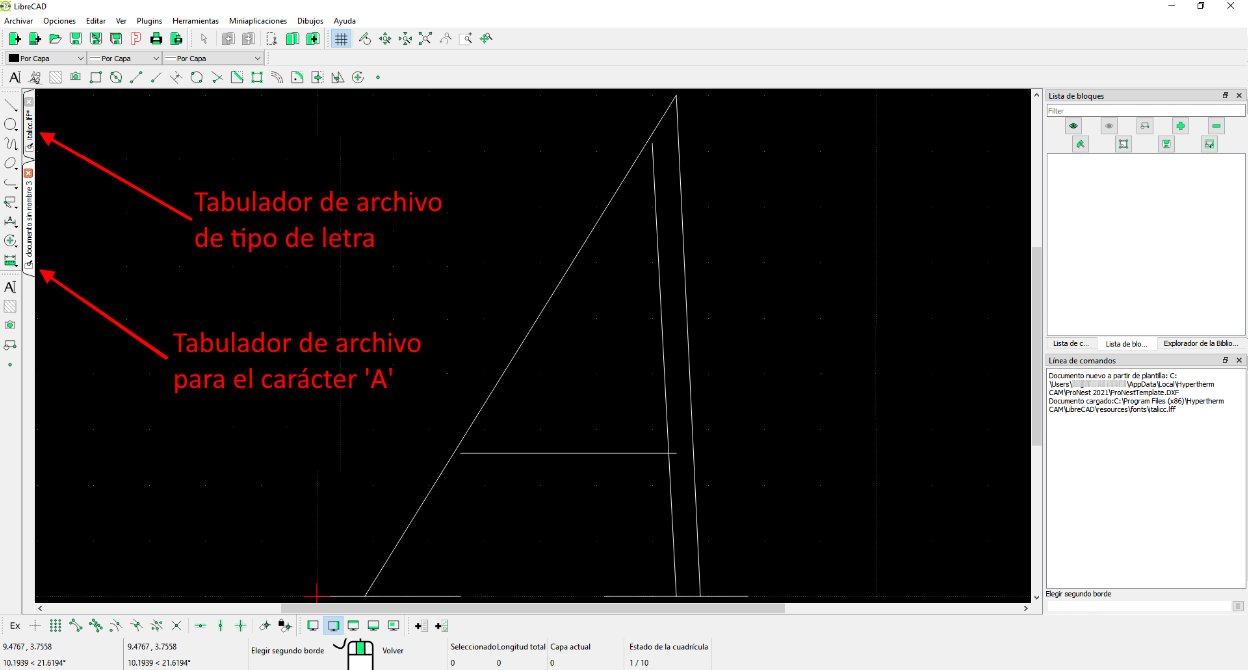 LibreCAD
Archivar Opciones Editar Ver Plugins Herramientas Miniaplicaciones Dibujos Ayuda
Por Capa Por Capa Por Capa
italicc.lff*
documento sin nombre 3
Tabulador de archivo
de tipo de letra
Tabulador de archivo
para el carácter 'A'
Lista de bloques
Filter
Lista de c... Lista de blo... Explorador de la Biblio...
Línea de comandos
Documento nuevo a partir de plantilla: C:
\Users\ \AppData\Local\Hypertherm
CAM\ProNest 2021\ProNestTemplate.DXF
Documento cargado:C:\Program Files (x86)\Hypertherm
CAM\LibreCAD\resources\fonts\italicc.lff
Elegir segundo borde
Ex
9.4767 , 3.7558 9.4767 , 3.7558 Elegir segundo borde Volver Seleccionado Longitud total Capa actual Estado de la cuadrícula
10.1939 < 21.6194° 10.1939 < 21.6194° 0 0 0 1 / 10